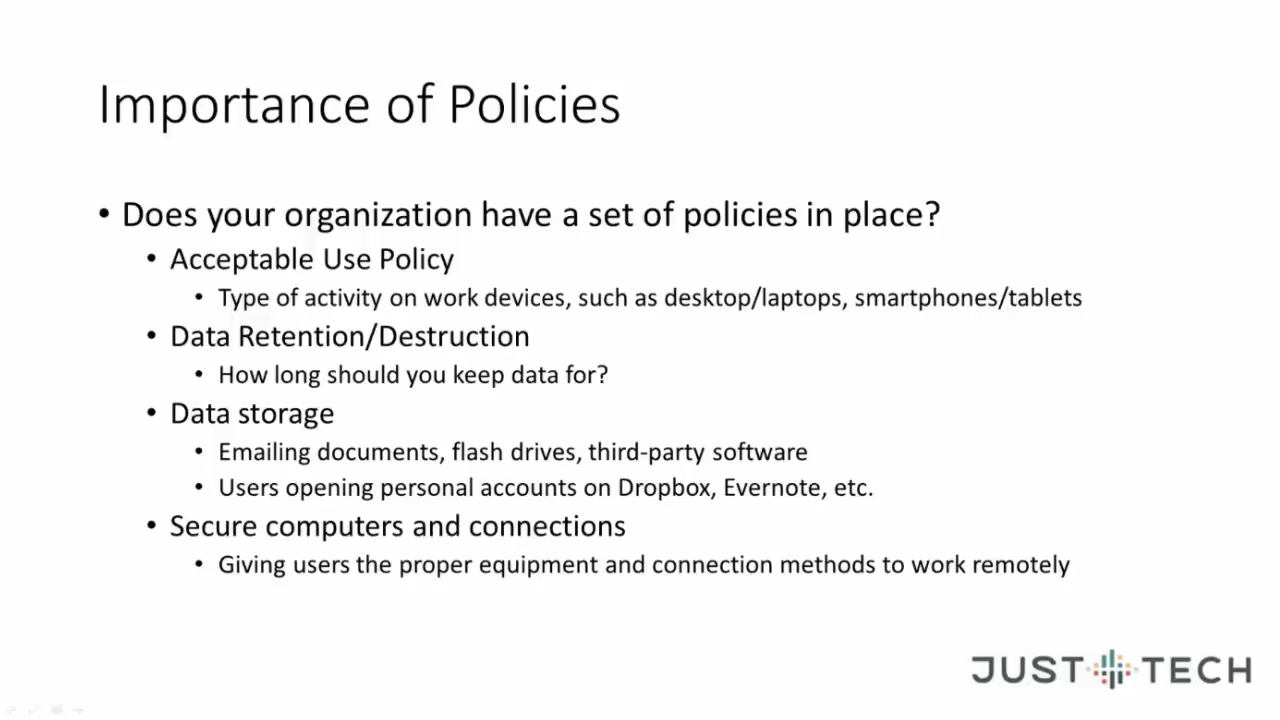 Importance of Policies
• Does your organization have a set of policies in place?
• Acceptable Use Policy
• Type of activity on work devices, such as desktop/laptops, smartphones/tablets
• Data Retention/Destruction
• How long should you keep data for?
• Data storage
• Emailing documents, flash drives, third-party software
• Users opening personal accounts on Dropbox, Evernote, etc.
• Secure computers and connections
• Giving users the proper equipment and connection methods to work remotely
JUST TECH